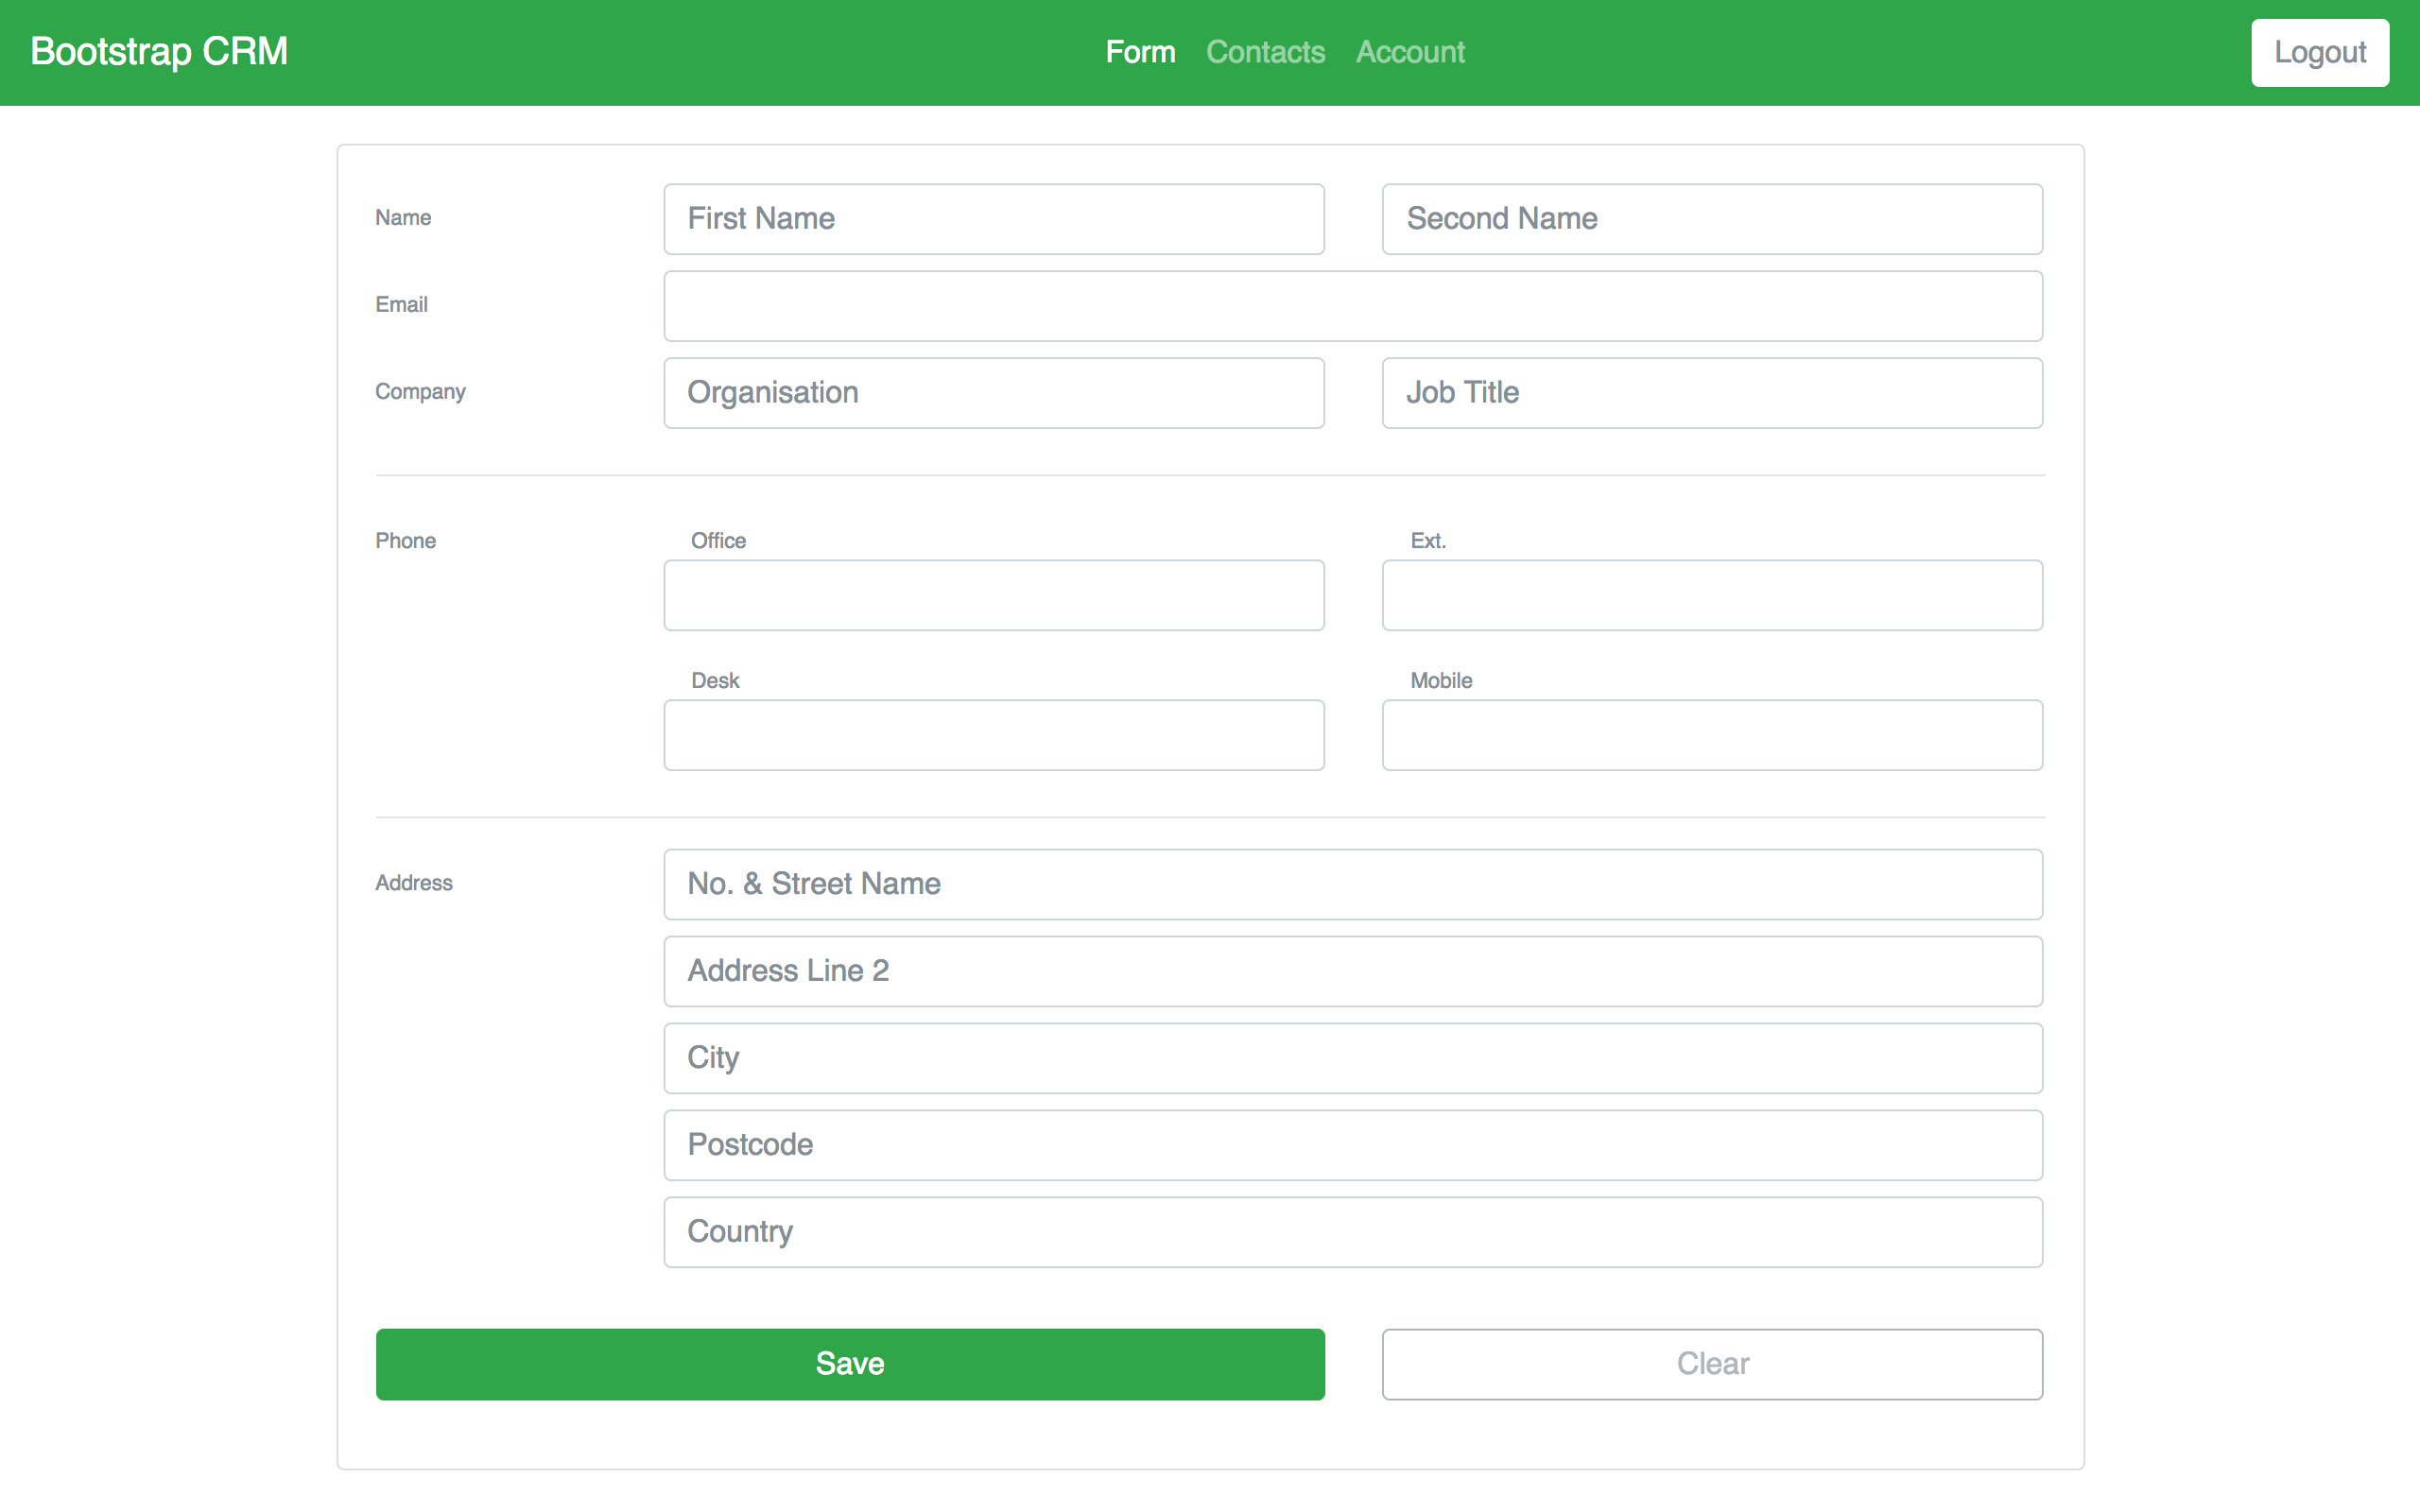 Bootstrap CRM Form Contacts Account Logout
Name First Name Second Name
Email
Company Organisation Job Title
Phone Office Ext.
Desk Mobile
Address No. & Street Name
Address Line 2
City
Postcode
Country
Save Clear